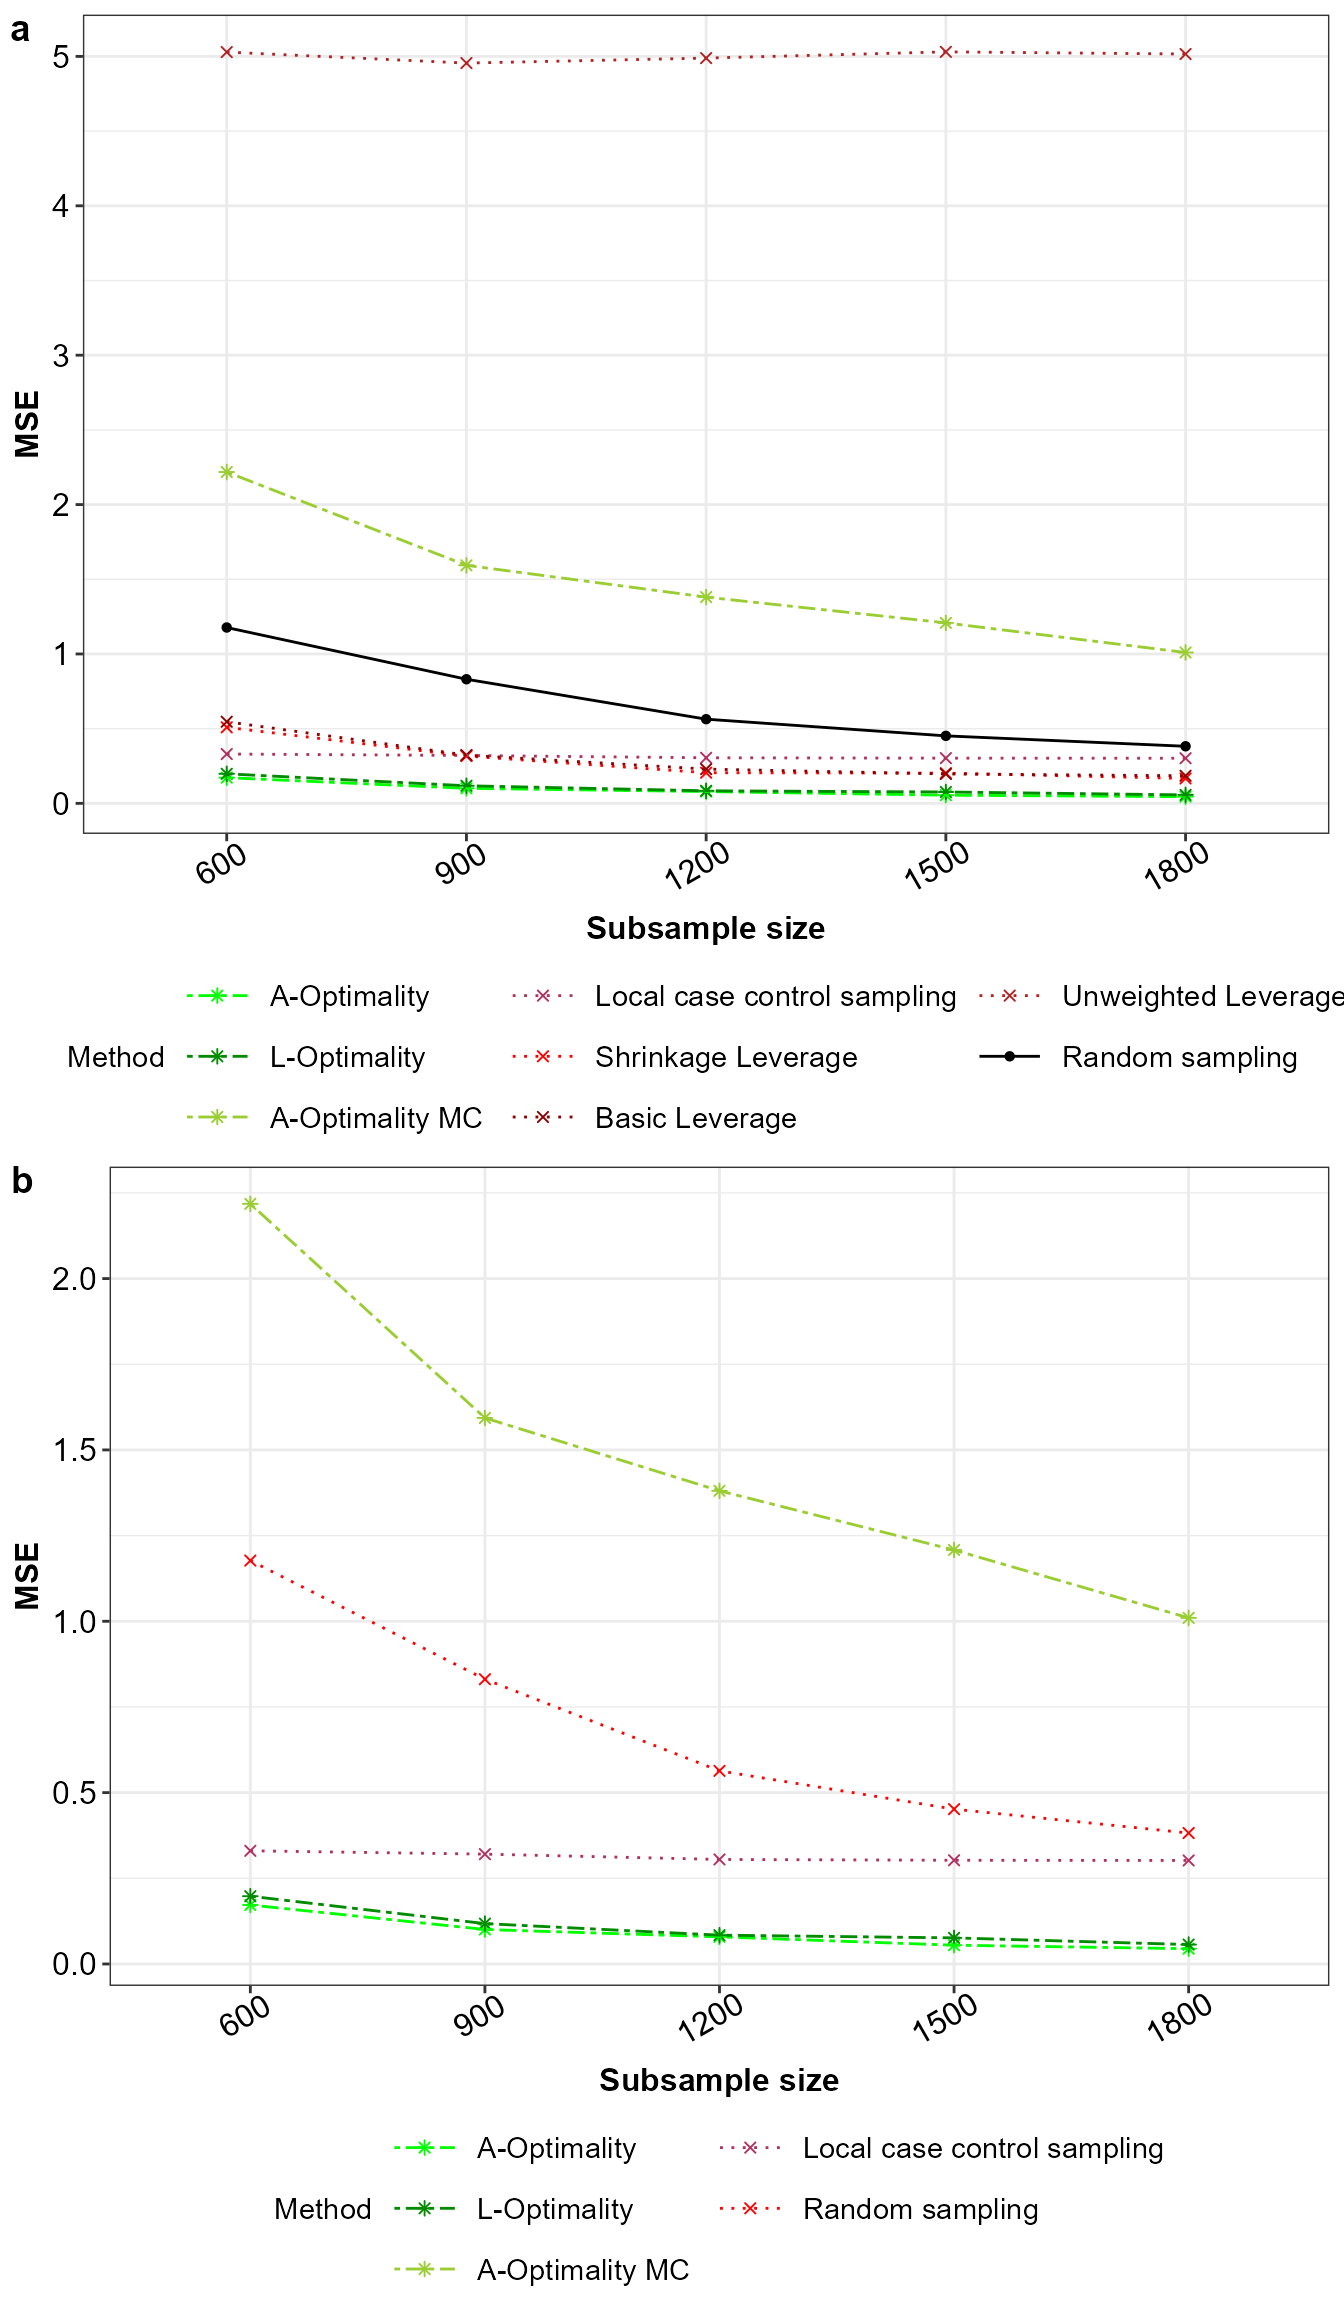 a
5
4
3
2
1
0
MSE
600 900 1200 1500 1800
Subsample size
A-Optimality Local case control sampling Unweighted Leverage
Method L-Optimality Shrinkage Leverage Random sampling
A-Optimality MC Basic Leverage
b
2.0
1.5
1.0
0.5
0.0
MSE
600 900 1200 1500 1800
Subsample size
A-Optimality Local case control sampling
Method L-Optimality Random sampling
A-Optimality MC